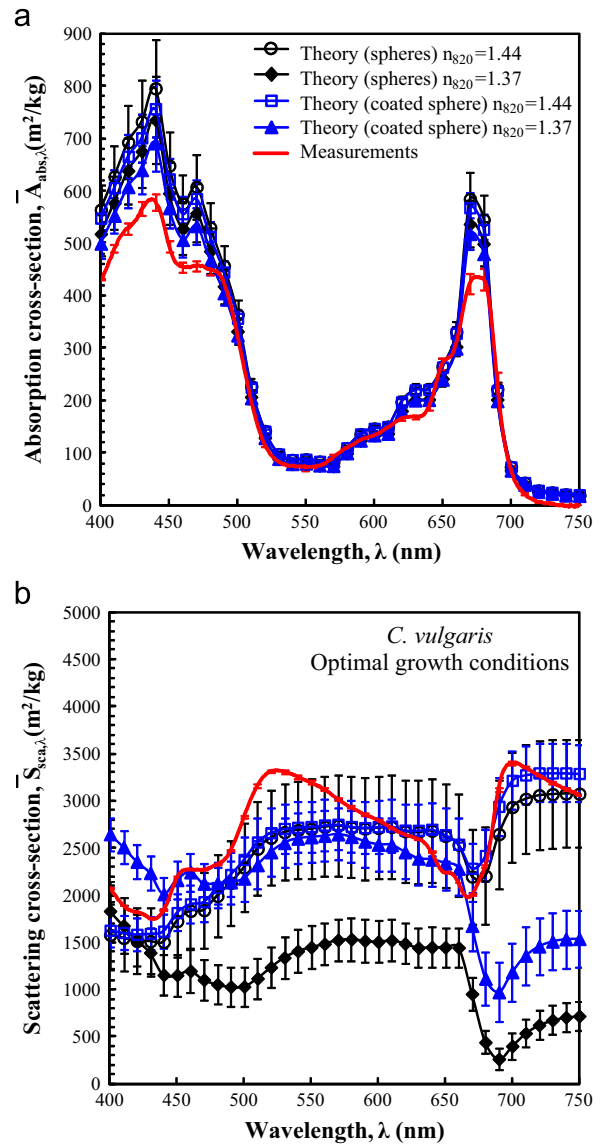 a
Absorption cross-section, A̅abs,λ(m²/kg)
900
800
700
600
500
400
300
200
100
0
Theory (spheres) n820=1.44
Theory (spheres) n820=1.37
Theory (coated sphere) n820=1.44
Theory (coated sphere) n820=1.37
Measurements
400 450 500 550 600 650 700 750
Wavelength, λ (nm)
b
Scattering cross-section, S̅sca,λ(m²/kg)
5000
4500
4000
3500
3000
2500
2000
1500
1000
500
0
C. vulgaris
Optimal growth conditions
400 450 500 550 600 650 700 750
Wavelength, λ (nm)